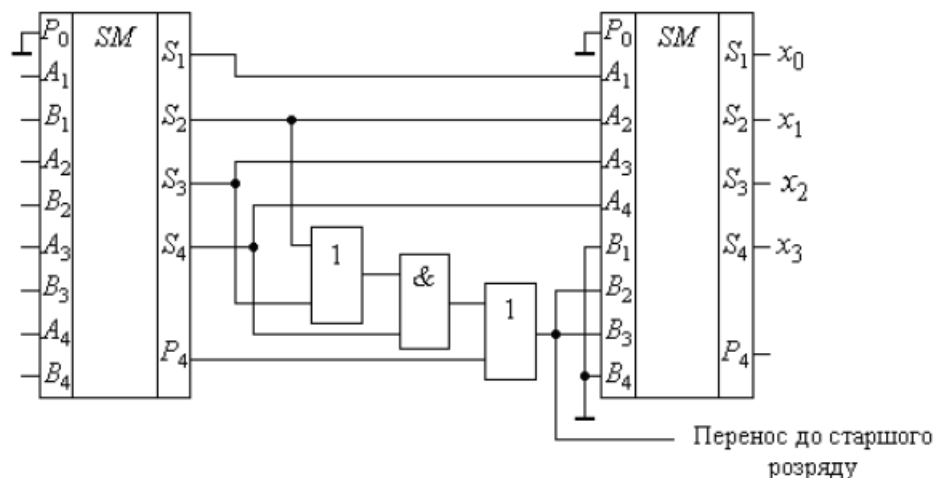 P0 SM S1
A1
B1 S2
A2
B2 S3
A3
B3 S4
A4
B4 P4
1
&
1
P0 SM S1 x0
A1
A2 S2 x1
A3 S3 x2
A4
B1 S4 x3
B2
B3
B4 P4
Перенос до старшого
розряду